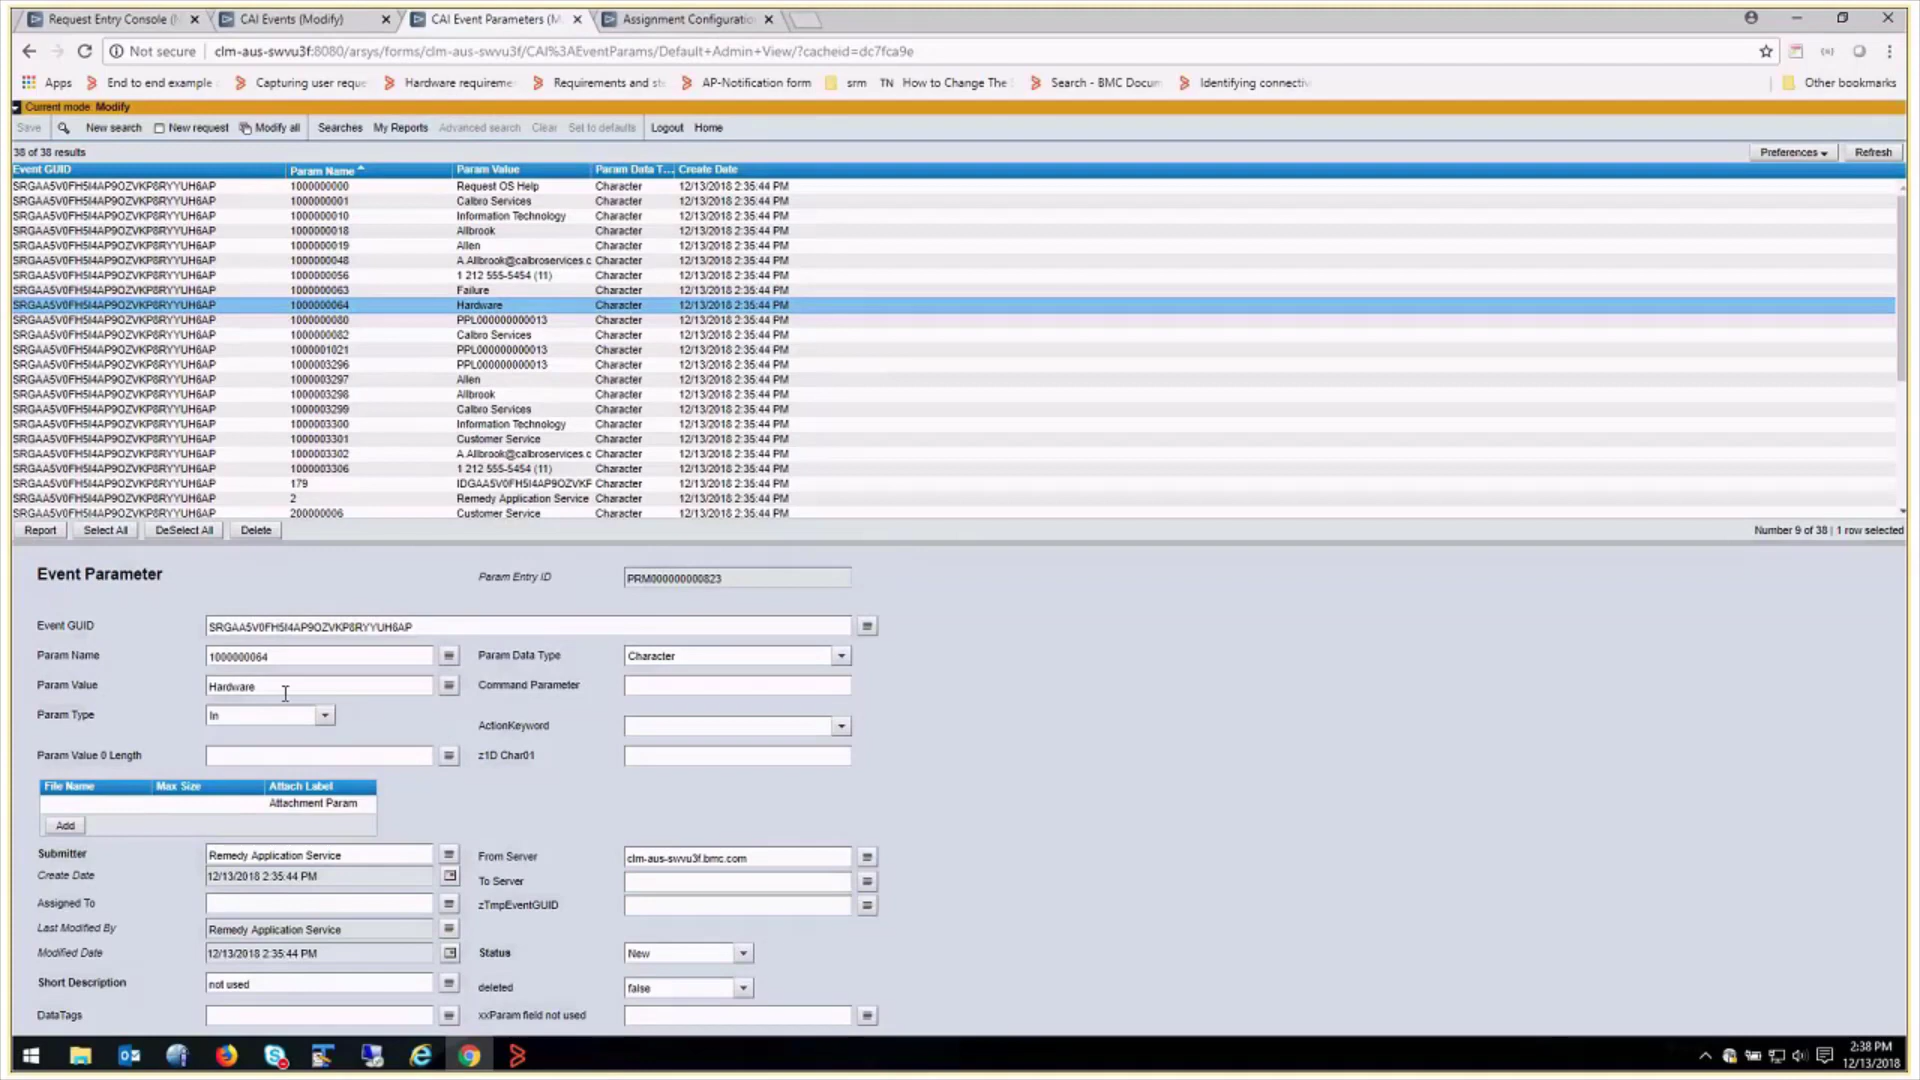 Request Entry Console (M
CAI Events (Modify)
CAI Event Parameters (M
Assignment Configuratio
Not secure
clm-aus-swvu3f:8080/arsys/forms/clm-aus-swvu3f/CAI%3AEventParams/Default+Admin+View/?cacheid=dc7fca9e
Apps
End to end example
Capturing user reque
Hardware requireme
Requirements and st
AP-Notification form
srm
TN How to Change The
Search - BMC Docum
Identifying connectiv
Other bookmarks
Current mode: Modify
Save New search New request Modify all Searches My Reports Advanced search Clear Set to defaults Logout Home
38 of 38 results
Preferences Refresh
Event GUID Param Name Param Value Param Data T... Create Date
SRGAA5V0FH5I4AP9OZVKP8RYYUH6AP 1000000000 Request OS Help Character 12/13/2018 2:35:44 PM
SRGAA5V0FH5I4AP9OZVKP8RYYUH6AP 1000000001 Calbro Services Character 12/13/2018 2:35:44 PM
SRGAA5V0FH5I4AP9OZVKP8RYYUH6AP 1000000010 Information Technology Character 12/13/2018 2:35:44 PM
SRGAA5V0FH5I4AP9OZVKP8RYYUH6AP 1000000018 Allbrook Character 12/13/2018 2:35:44 PM
SRGAA5V0FH5I4AP9OZVKP8RYYUH6AP 1000000019 Allen Character 12/13/2018 2:35:44 PM
SRGAA5V0FH5I4AP9OZVKP8RYYUH6AP 1000000048 A.Allbrook@calbroservices.c Character 12/13/2018 2:35:44 PM
SRGAA5V0FH5I4AP9OZVKP8RYYUH6AP 1000000056 1 212 555-5454 (11) Character 12/13/2018 2:35:44 PM
SRGAA5V0FH5I4AP9OZVKP8RYYUH6AP 1000000063 Failure Character 12/13/2018 2:35:44 PM
SRGAA5V0FH5I4AP9OZVKP8RYYUH6AP 1000000064 Hardware Character 12/13/2018 2:35:44 PM
SRGAA5V0FH5I4AP9OZVKP8RYYUH6AP 1000000080 PPL000000000013 Character 12/13/2018 2:35:44 PM
SRGAA5V0FH5I4AP9OZVKP8RYYUH6AP 1000000082 Calbro Services Character 12/13/2018 2:35:44 PM
SRGAA5V0FH5I4AP9OZVKP8RYYUH6AP 1000001021 PPL000000000013 Character 12/13/2018 2:35:44 PM
SRGAA5V0FH5I4AP9OZVKP8RYYUH6AP 1000003296 PPL000000000013 Character 12/13/2018 2:35:44 PM
SRGAA5V0FH5I4AP9OZVKP8RYYUH6AP 1000003297 Allen Character 12/13/2018 2:35:44 PM
SRGAA5V0FH5I4AP9OZVKP8RYYUH6AP 1000003298 Allbrook Character 12/13/2018 2:35:44 PM
SRGAA5V0FH5I4AP9OZVKP8RYYUH6AP 1000003299 Calbro Services Character 12/13/2018 2:35:44 PM
SRGAA5V0FH5I4AP9OZVKP8RYYUH6AP 1000003300 Information Technology Character 12/13/2018 2:35:44 PM
SRGAA5V0FH5I4AP9OZVKP8RYYUH6AP 1000003301 Customer Service Character 12/13/2018 2:35:44 PM
SRGAA5V0FH5I4AP9OZVKP8RYYUH6AP 1000003302 A.Allbrook@calbroservices.c Character 12/13/2018 2:35:44 PM
SRGAA5V0FH5I4AP9OZVKP8RYYUH6AP 1000003306 1 212 555-5454 (11) Character 12/13/2018 2:35:44 PM
SRGAA5V0FH5I4AP9OZVKP8RYYUH6AP 179 IDGAA5V0FH5I4AP9OZVKF Character 12/13/2018 2:35:44 PM
SRGAA5V0FH5I4AP9OZVKP8RYYUH6AP 2 Remedy Application Service Character 12/13/2018 2:35:44 PM
SRGAA5V0FH5I4AP9OZVKP8RYYUH6AP 200000006 Customer Service Character 12/13/2018 2:35:44 PM
Report Select All DeSelect All Delete Number 9 of 38 | 1 row selected
Event Parameter
Param Entry ID PRM000000000823
Event GUID SRGAA5V0FH5I4AP9OZVKP8RYYUH6AP
Param Name 1000000064 Param Data Type Character
Param Value Hardware Command Parameter
Param Type In
ActionKeyword
Param Value 0 Length z1D Char01
File Name Max Size Attach Label
Attachment Param
Add
Submitter Remedy Application Service From Server clm-aus-swvu3f.bmc.com
Create Date 12/13/2018 2:35:44 PM To Server
Assigned To zTmpEventGUID
Last Modified By Remedy Application Service
Modified Date 12/13/2018 2:35:44 PM Status New
Short Description not used deleted false
DataTags xxParam field not used
2:38 PM
12/13/2018